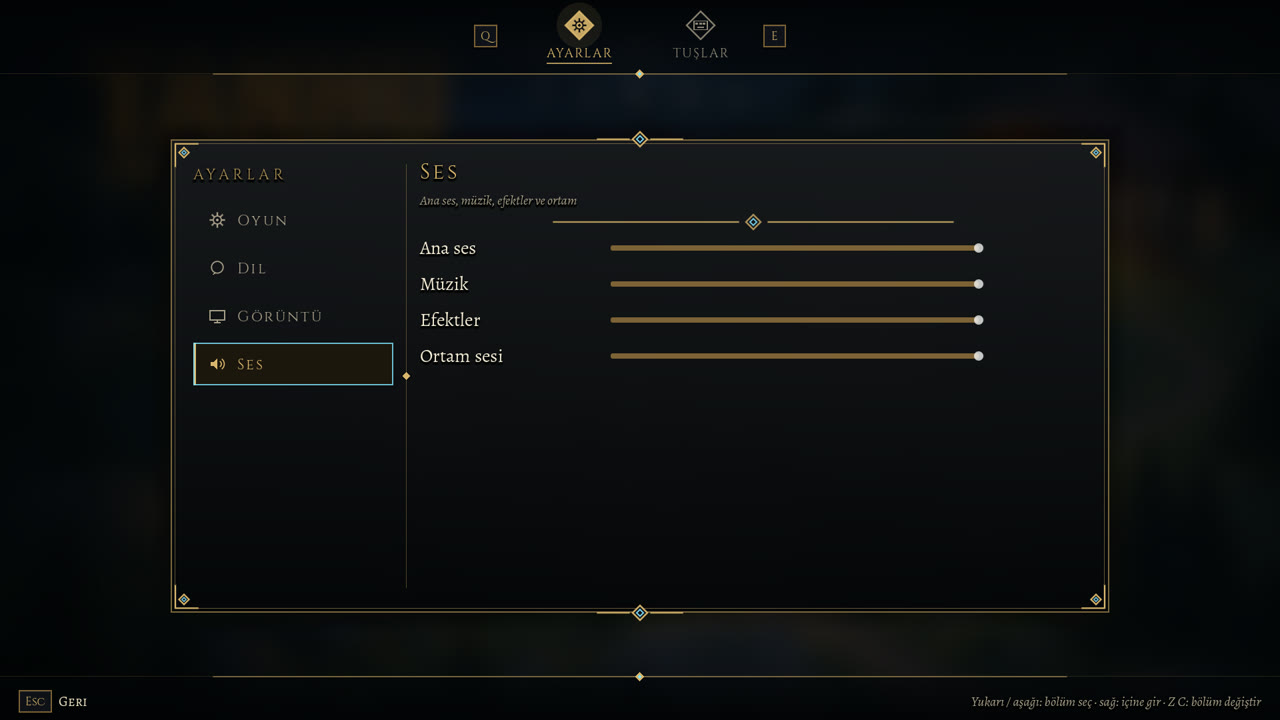 Q
AYARLAR
TUŞLAR
E
AYARLAR
Oyun
Dil
Görüntü
Ses
Ses
Ana ses, müzik, efektler ve ortam
Ana ses
Müzik
Efektler
Ortam sesi
Esc Geri
Yukarı / aşağı: bölüm seç · sağ: içine gir · Z C: bölüm değiştir